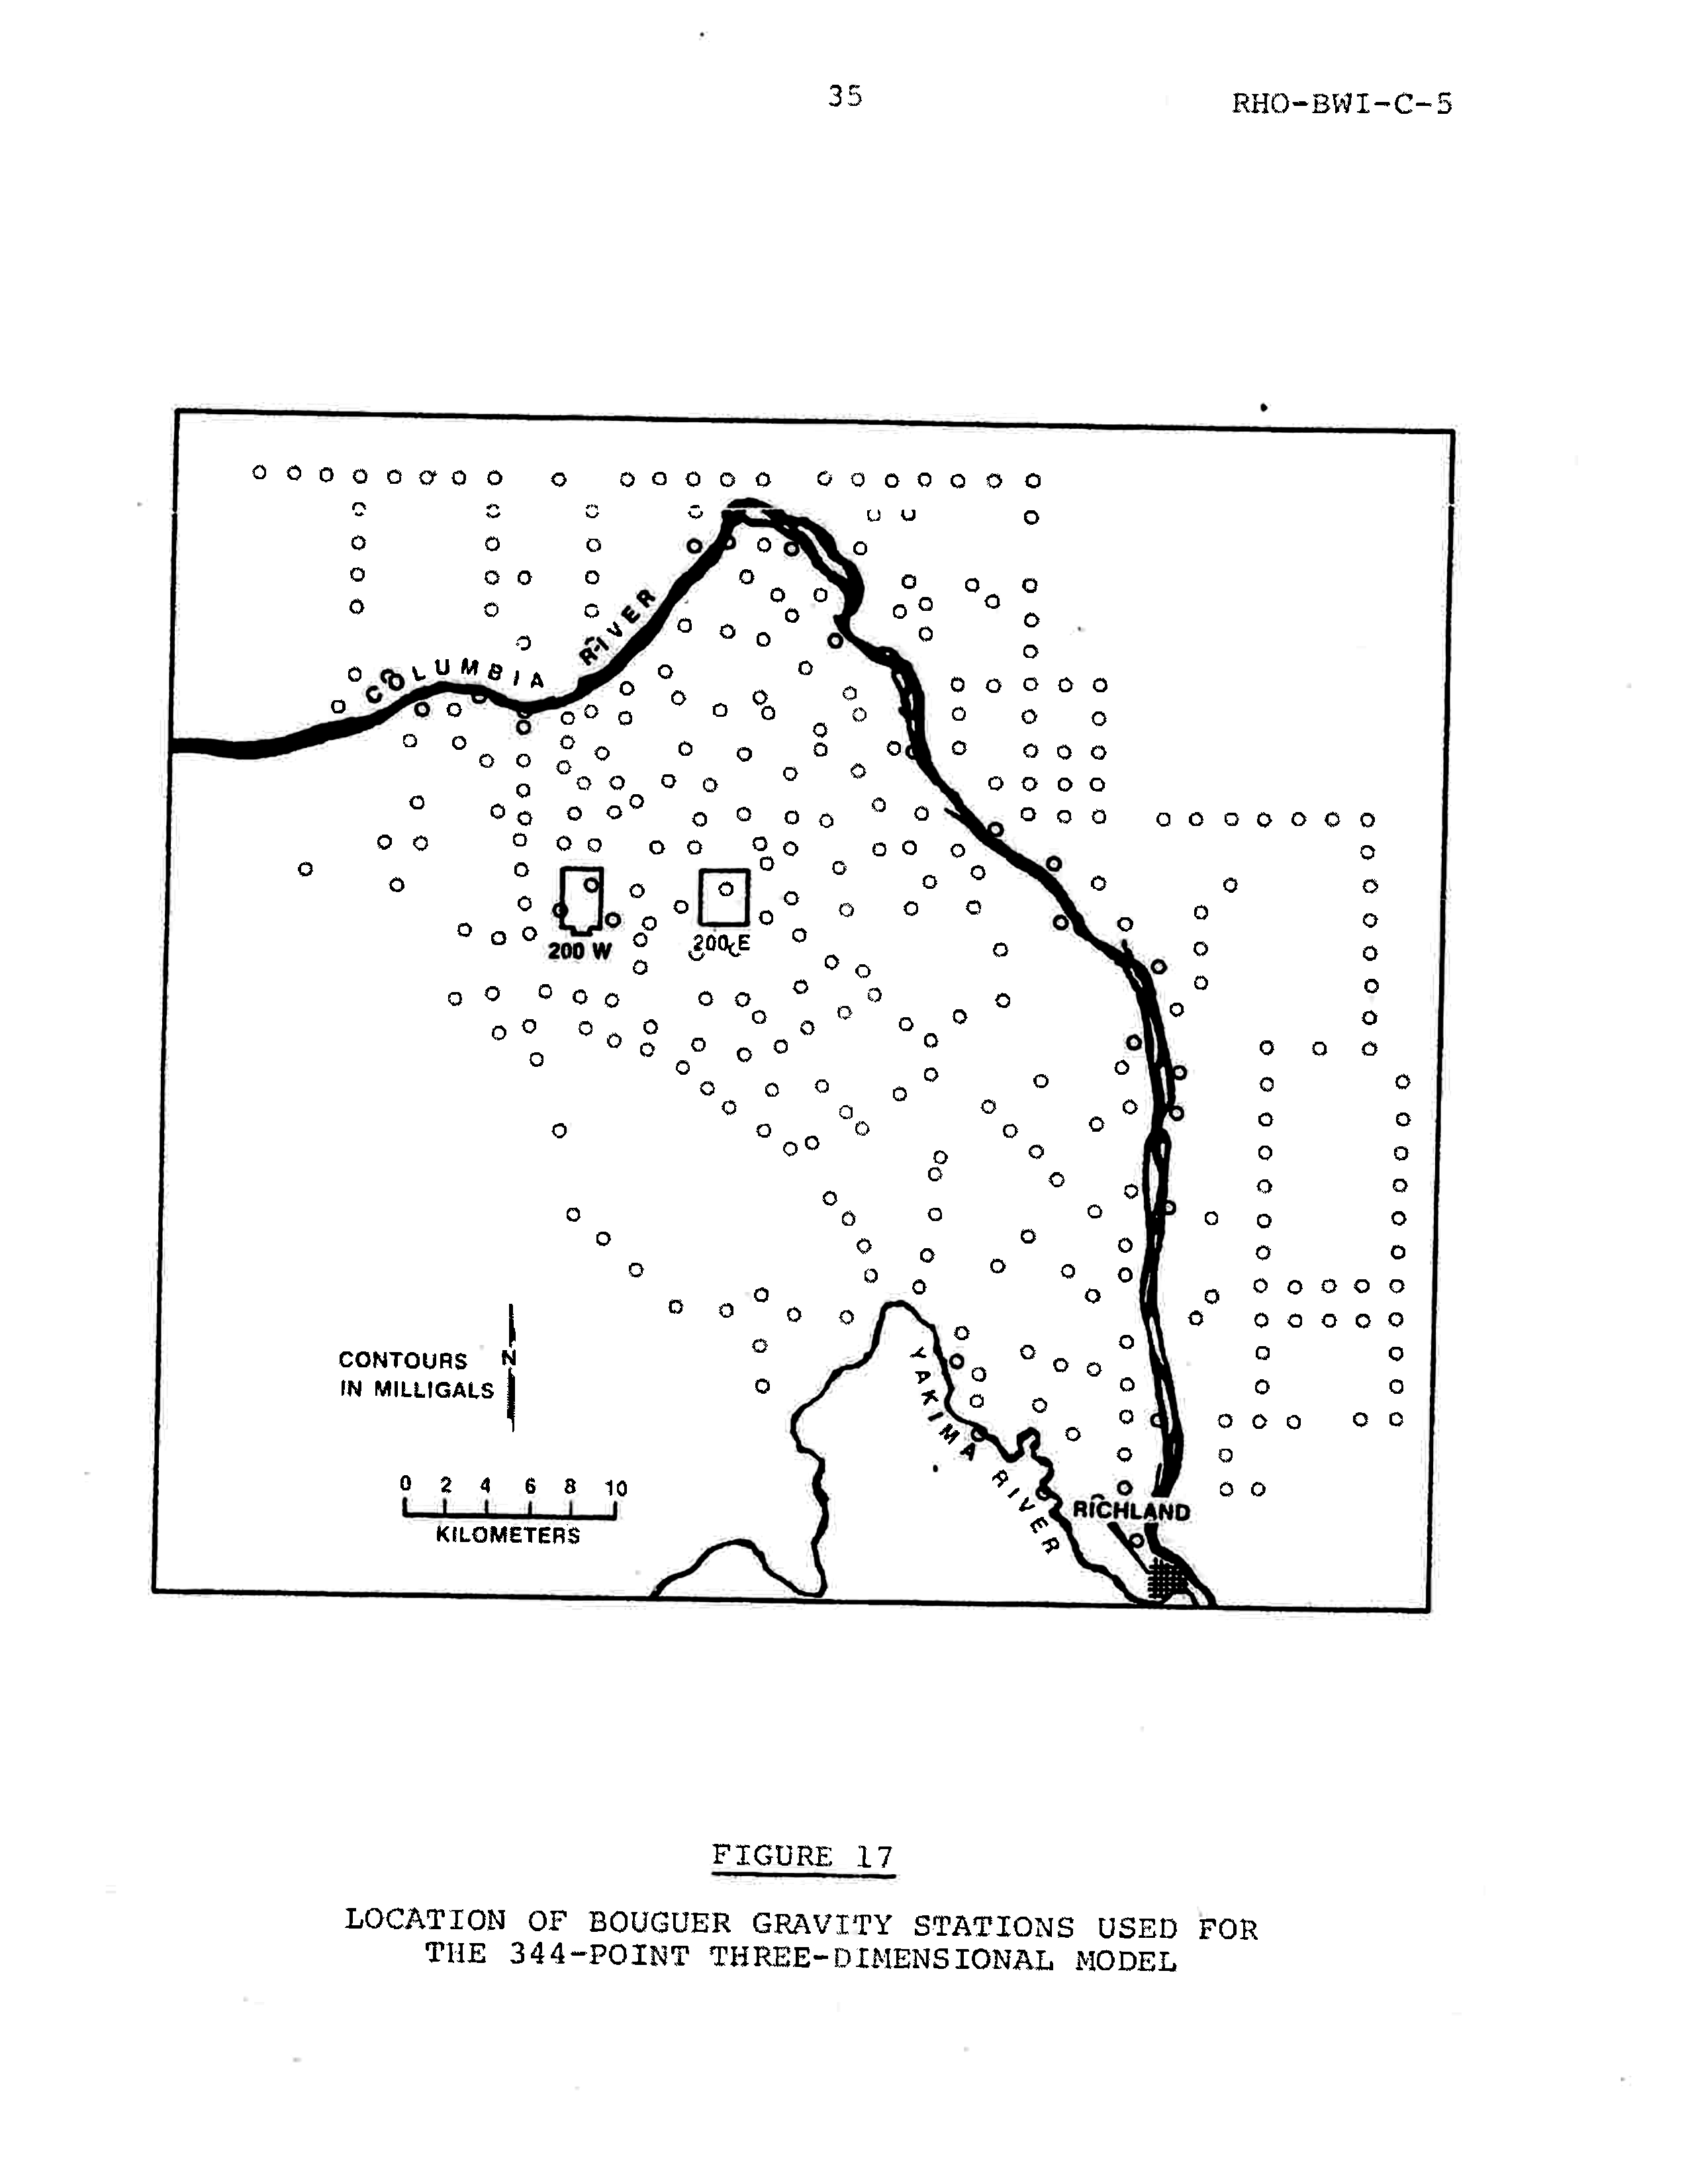 35
RHO-BWI-C-5
COLUMBIA RIVER
200 W
200 E
YAKIMA RIVER
CONTOURS N
IN MILLIGALS
0 2 4 6 8 10
KILOMETERS
RICHLAND
FIGURE 17
LOCATION OF BOUGUER GRAVITY STATIONS USED FOR
THE 344-POINT THREE-DIMENSIONAL MODEL